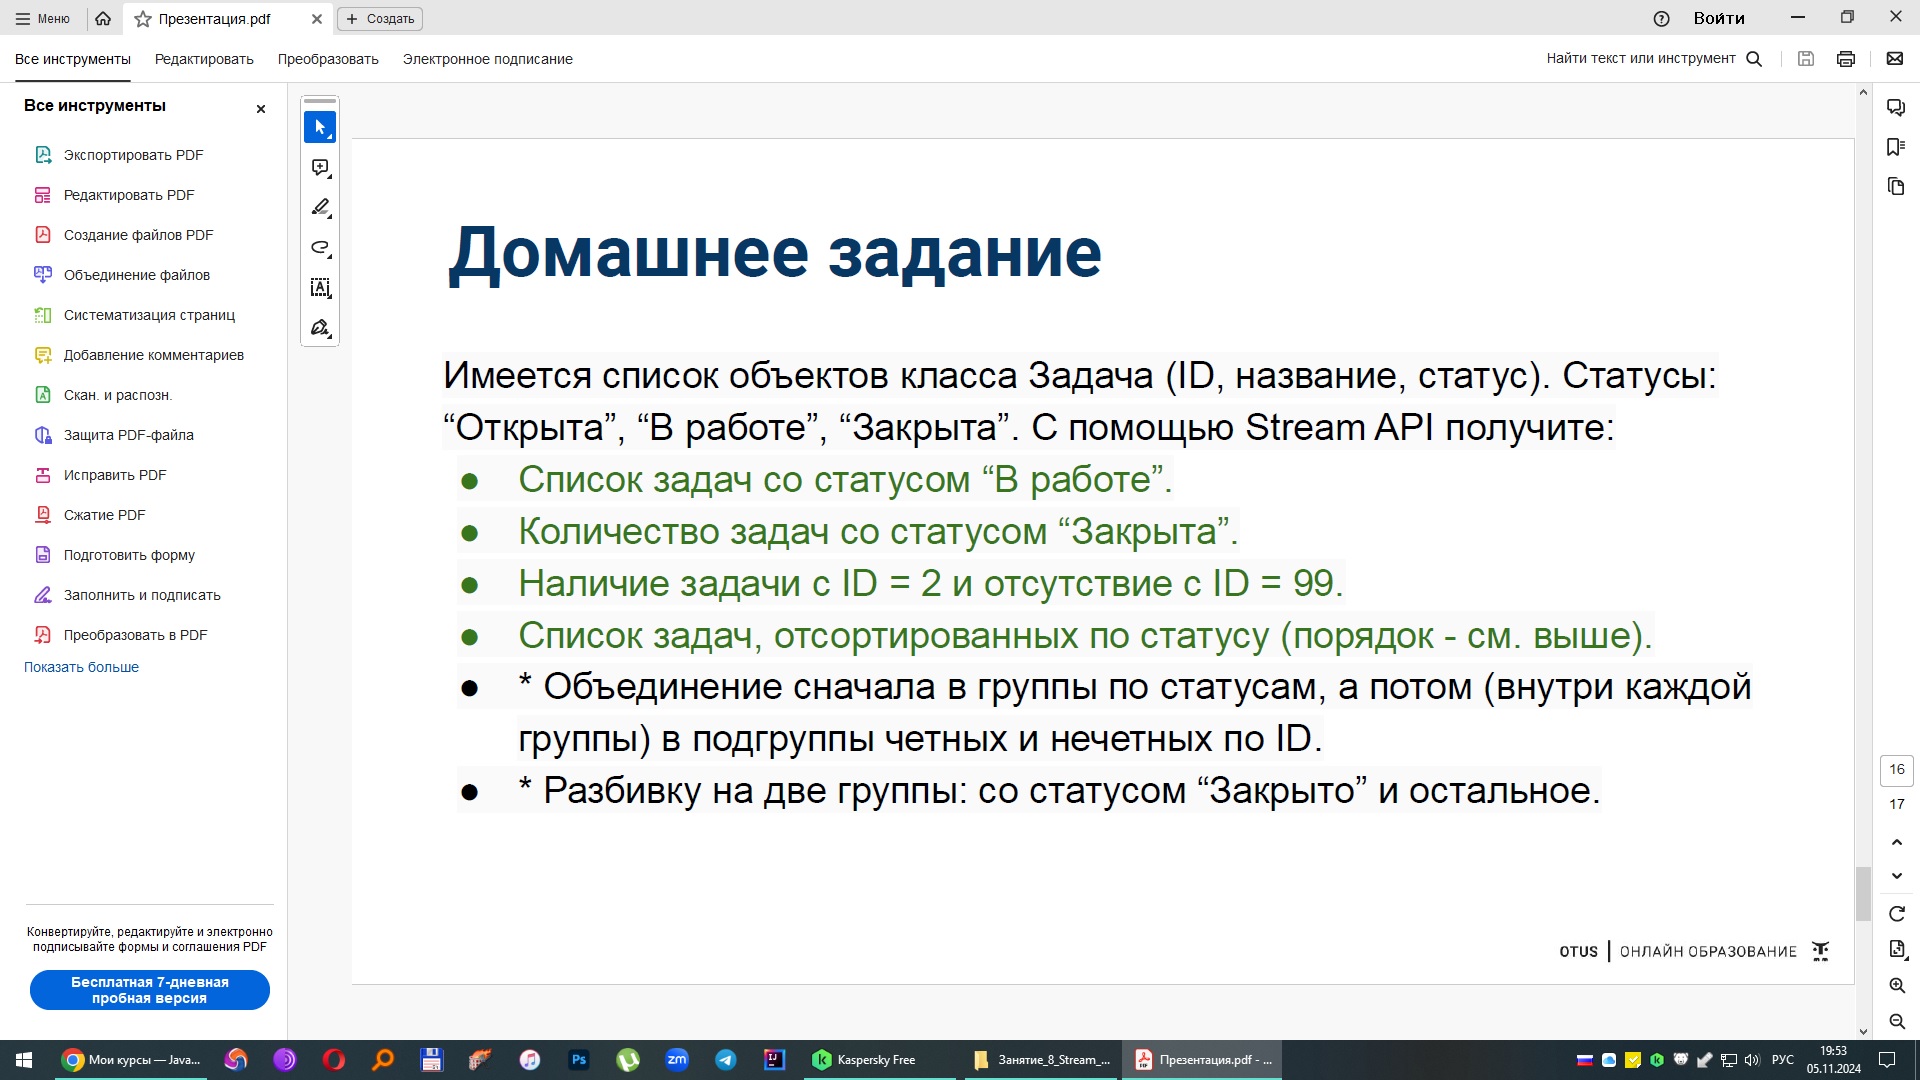 Меню
Презентация.pdf
Создать
Войти
Все инструменты
Редактировать
Преобразовать
Электронное подписание
Найти текст или инструмент
Все инструменты
Экспортировать PDF
Редактировать PDF
Создание файлов PDF
Объединение файлов
Систематизация страниц
Добавление комментариев
Скан. и распозн.
Защита PDF-файла
Исправить PDF
Сжатие PDF
Подготовить форму
Заполнить и подписать
Преобразовать в PDF
Показать больше
Конвертируйте, редактируйте и электронно
подписывайте формы и соглашения PDF
Бесплатная 7-дневная
пробная версия
Домашнее задание
Имеется список объектов класса Задача (ID, название, статус). Статусы:
“Открыта”, “В работе”, “Закрыта”. С помощью Stream API получите:
● Список задач со статусом “В работе”.
● Количество задач со статусом “Закрыта”.
● Наличие задачи с ID = 2 и отсутствие с ID = 99.
● Список задач, отсортированных по статусу (порядок - см. выше).
● * Объединение сначала в группы по статусам, а потом (внутри каждой
группы) в подгруппы четных и нечетных по ID.
● * Разбивку на две группы: со статусом “Закрыто” и остальное.
OTUS | ОНЛАЙН ОБРАЗОВАНИЕ
16
17
Мои курсы — Java...
Ps
zm
IJ
Kaspersky Free
Занятие_8_Stream_...
Презентация.pdf - ...
РУС
19:53
05.11.2024